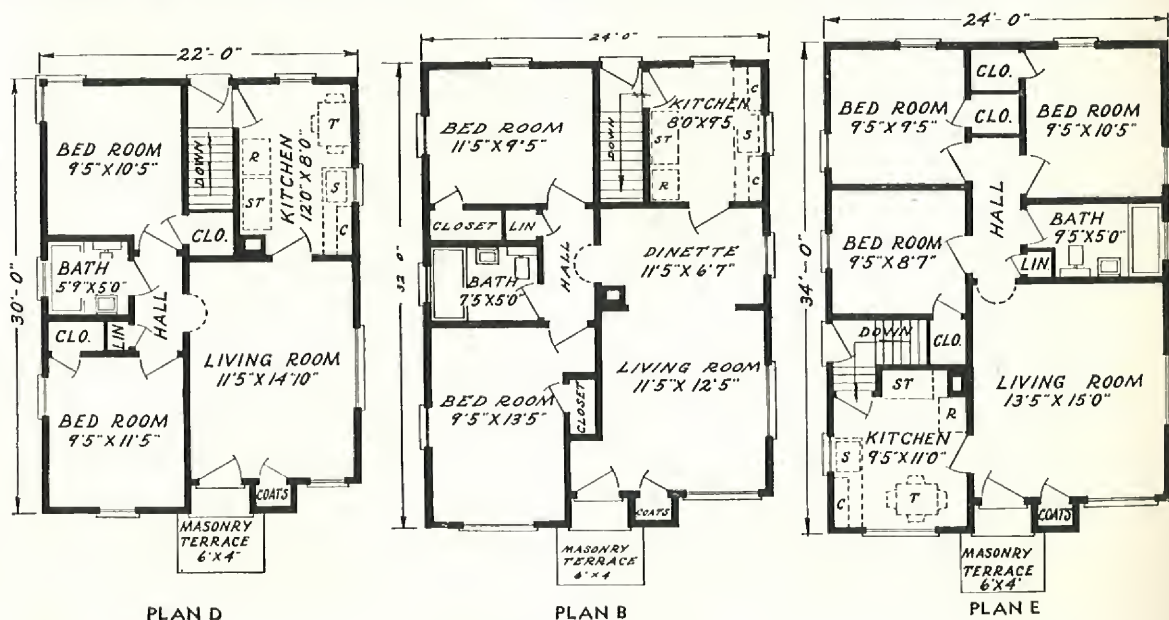 22'-0"
30'-0"
BED ROOM
9'5"X10'5"
DOWN
R
ST
KITCHEN
12'0"X8'0"
T
S
C
CLO.
BATH
5'9"X5'0"
CLO.
LIN
HALL
LIVING ROOM
11'5"X14'10"
BED ROOM
9'5"X11'5"
COATS
MASONRY
TERRACE
6'X4'
PLAN D
24'0"
32'0"
BED ROOM
11'5"X9'5"
DOWN
KITCHEN
8'0"X9'5
C
ST
S
R
C
CLOSET
LIN
BATH
7'5"X5'0"
HALL
DINETTE
11'5"X6'7"
LIVING ROOM
11'5"X12'5"
BED ROOM
9'5"X13'5"
CLOSET
COATS
MASONRY
TERRACE
6'X4
PLAN B
24'-0"
34'-0"
CLO.
CLO.
BED ROOM
9'5"X9'5"
BED ROOM
9'5"X10'5"
HALL
BATH
9'5"X5'0"
LIN.
BED ROOM
9'5"X8'7"
DOWN
CLO.
ST
R
LIVING ROOM
13'5"X15'0"
KITCHEN
9'5"X11'0"
S
C
T
COATS
MASONRY
TERRACE
6'X4'
PLAN E